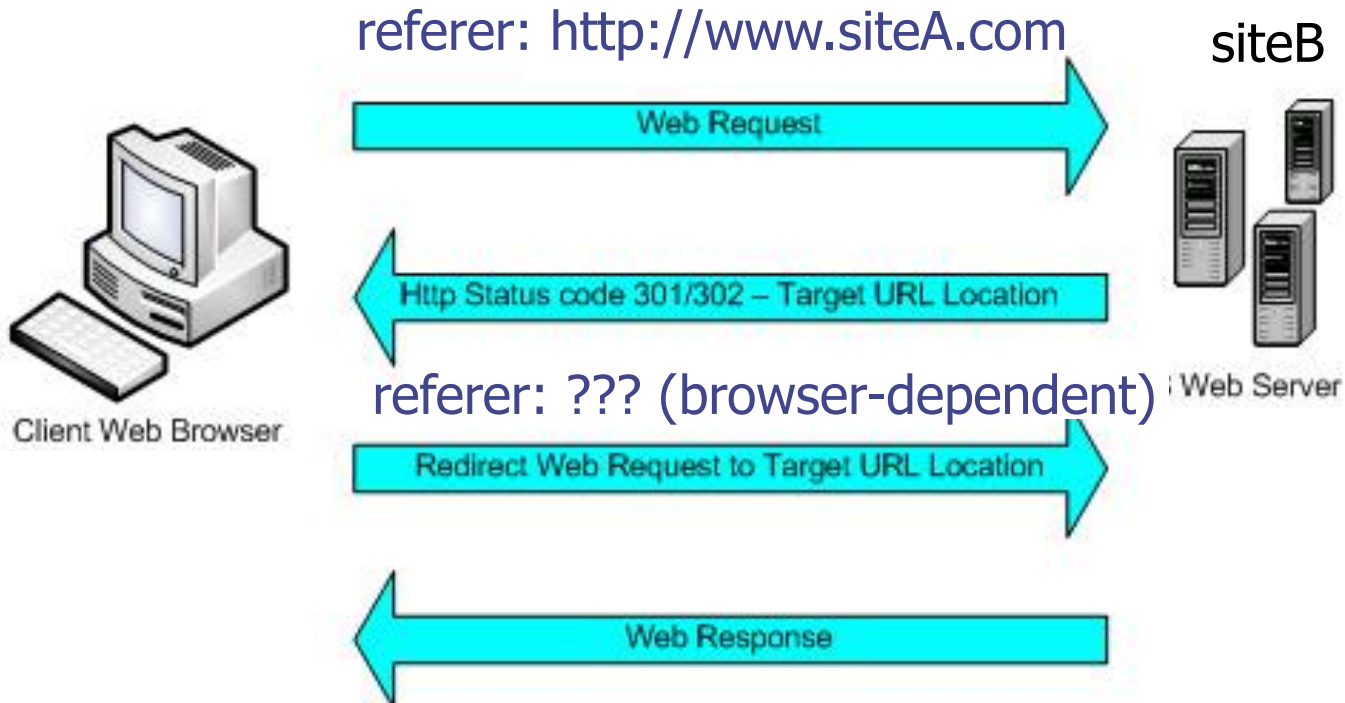 referer: http://www.siteA.com
siteB
Web Request
Http Status code 301/302 – Target URL Location
referer: ??? (browser-dependent)
Web Server
Client Web Browser
Redirect Web Request to Target URL Location
Web Response